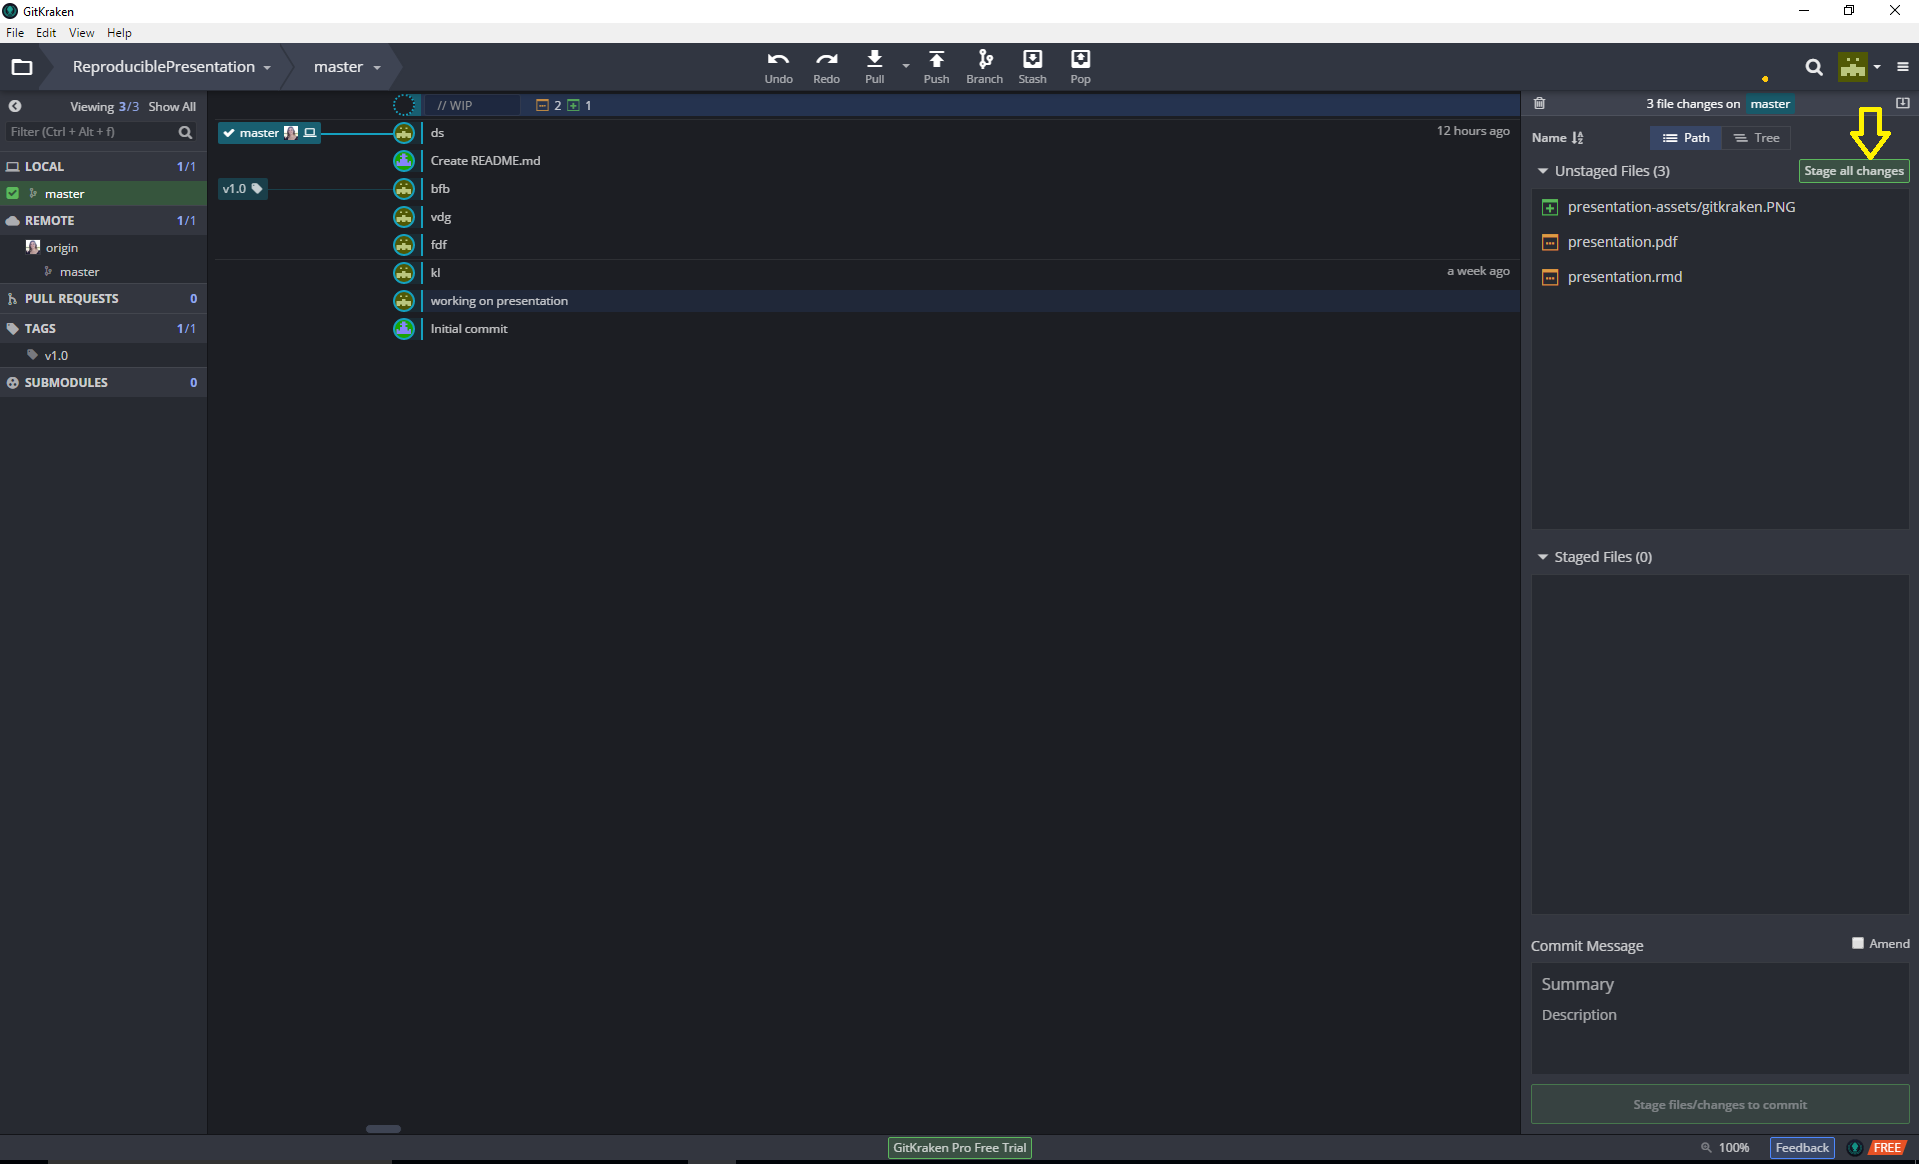 GitKraken
File Edit View Help
ReproduciblePresentation master
Undo Redo Pull Push Branch Stash Pop
Viewing 3/3 Show All
Filter (Ctrl + Alt + f)
LOCAL 1/1
master
REMOTE 1/1
origin
master
PULL REQUESTS 0
TAGS 1/1
v1.0
SUBMODULES 0
// WIP 2 1
master ds 12 hours ago
Create README.md
v1.0 bfb
vdg
fdf
kl a week ago
working on presentation
Initial commit
3 file changes on master
Name Path Tree
Unstaged Files (3) Stage all changes
presentation-assets/gitkraken.PNG
presentation.pdf
presentation.rmd
Staged Files (0)
Commit Message Amend
Summary
Description
Stage files/changes to commit
GitKraken Pro Free Trial 100% Feedback FREE